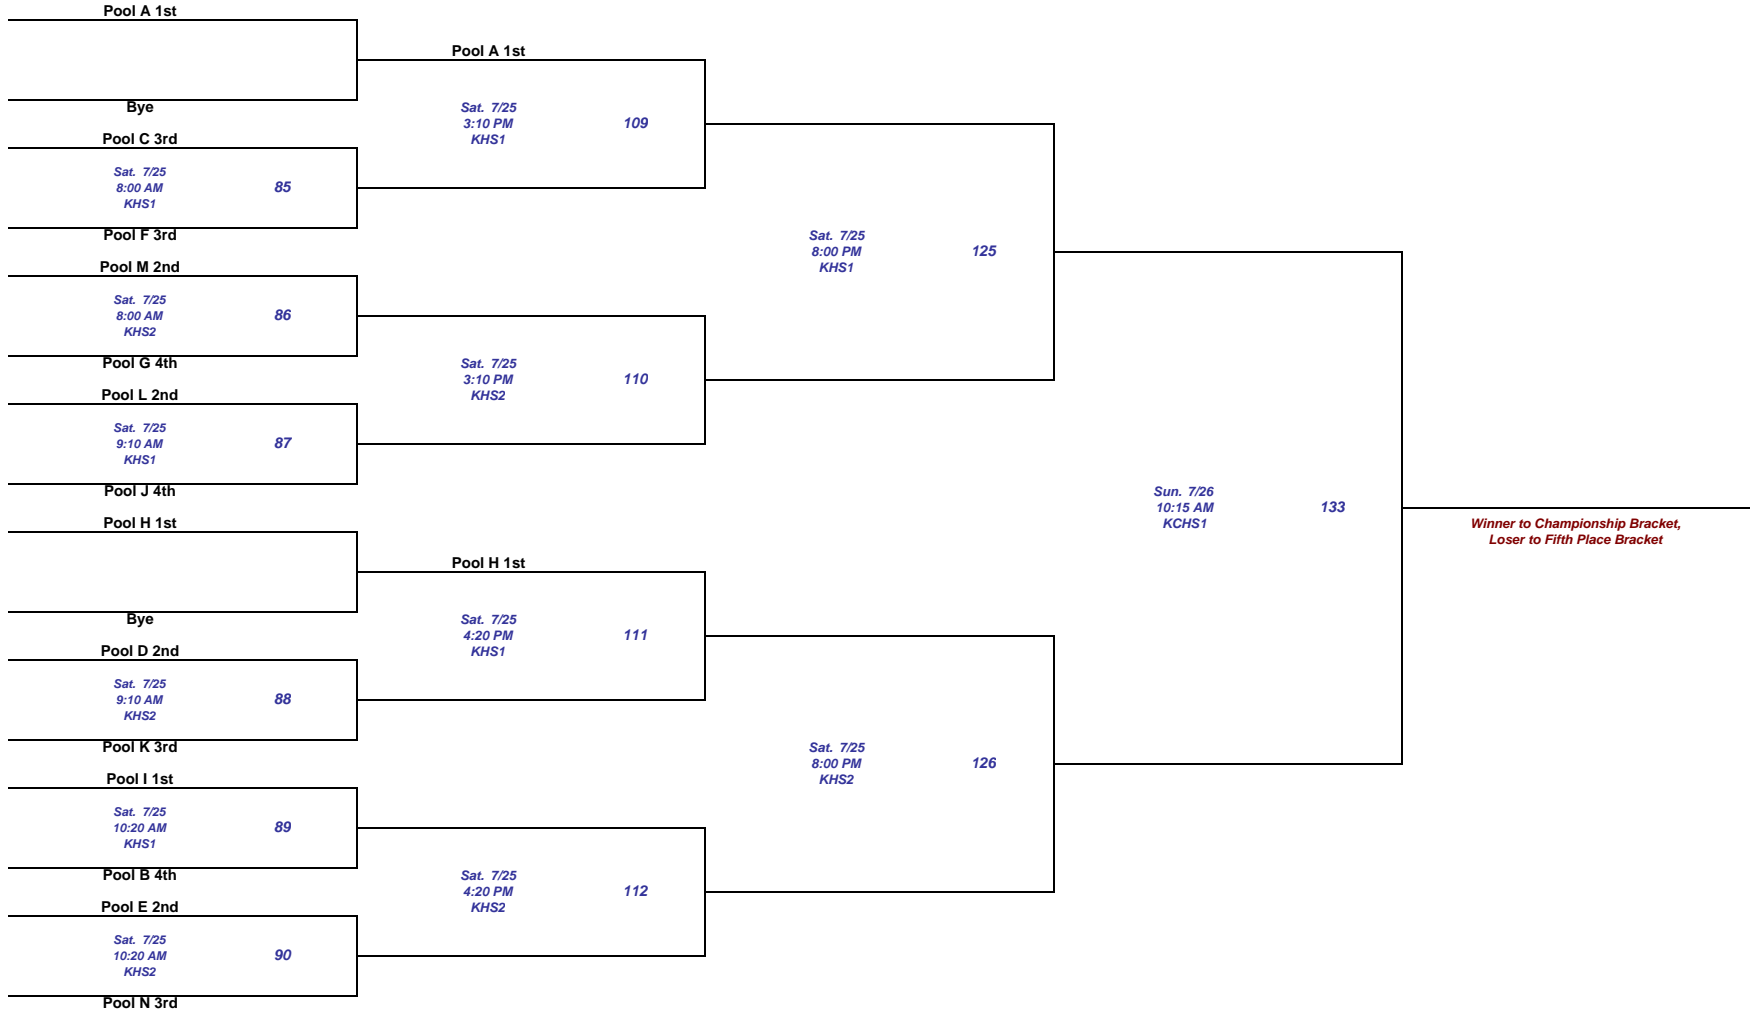 Pool A 1st
Bye
Pool C 3rd
Sat. 7/25
8:00 AM
KHS1
85
Pool F 3rd
Pool M 2nd
Sat. 7/25
8:00 AM
KHS2
86
Pool G 4th
Pool L 2nd
Sat. 7/25
9:10 AM
KHS1
87
Pool J 4th
Pool H 1st
Bye
Pool D 2nd
Sat. 7/25
9:10 AM
KHS2
88
Pool K 3rd
Pool I 1st
Sat. 7/25
10:20 AM
KHS1
89
Pool B 4th
Pool E 2nd
Sat. 7/25
10:20 AM
KHS2
90
Pool N 3rd
Pool A 1st
Sat. 7/25
3:10 PM
KHS1
109
Sat. 7/25
3:10 PM
KHS2
110
Pool H 1st
Sat. 7/25
4:20 PM
KHS1
111
Sat. 7/25
4:20 PM
KHS2
112
Sat. 7/25
8:00 PM
KHS1
125
Sat. 7/25
8:00 PM
KHS2
126
Sun. 7/26
10:15 AM
KCHS1
133
Winner to Championship Bracket,
Loser to Fifth Place Bracket